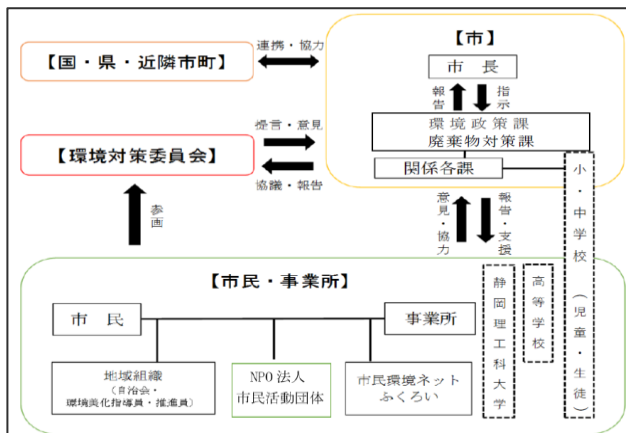 【国・県・近隣市町】
連携・協力
【市】
市　長
報告
指示
環境政策課
廃棄物対策課
関係各課
【環境対策委員会】
提言・意見
協議・報告
参画
意見・協力
報告・支援
小・中学校（児童・生徒）
【市民・事業所】
市　民
事業所
静岡理工科大学
高等学校
地域組織
（自治会・
環境美化指導員・推進員）
NPO法人
市民活動団体
市民環境ネット
ふくろい